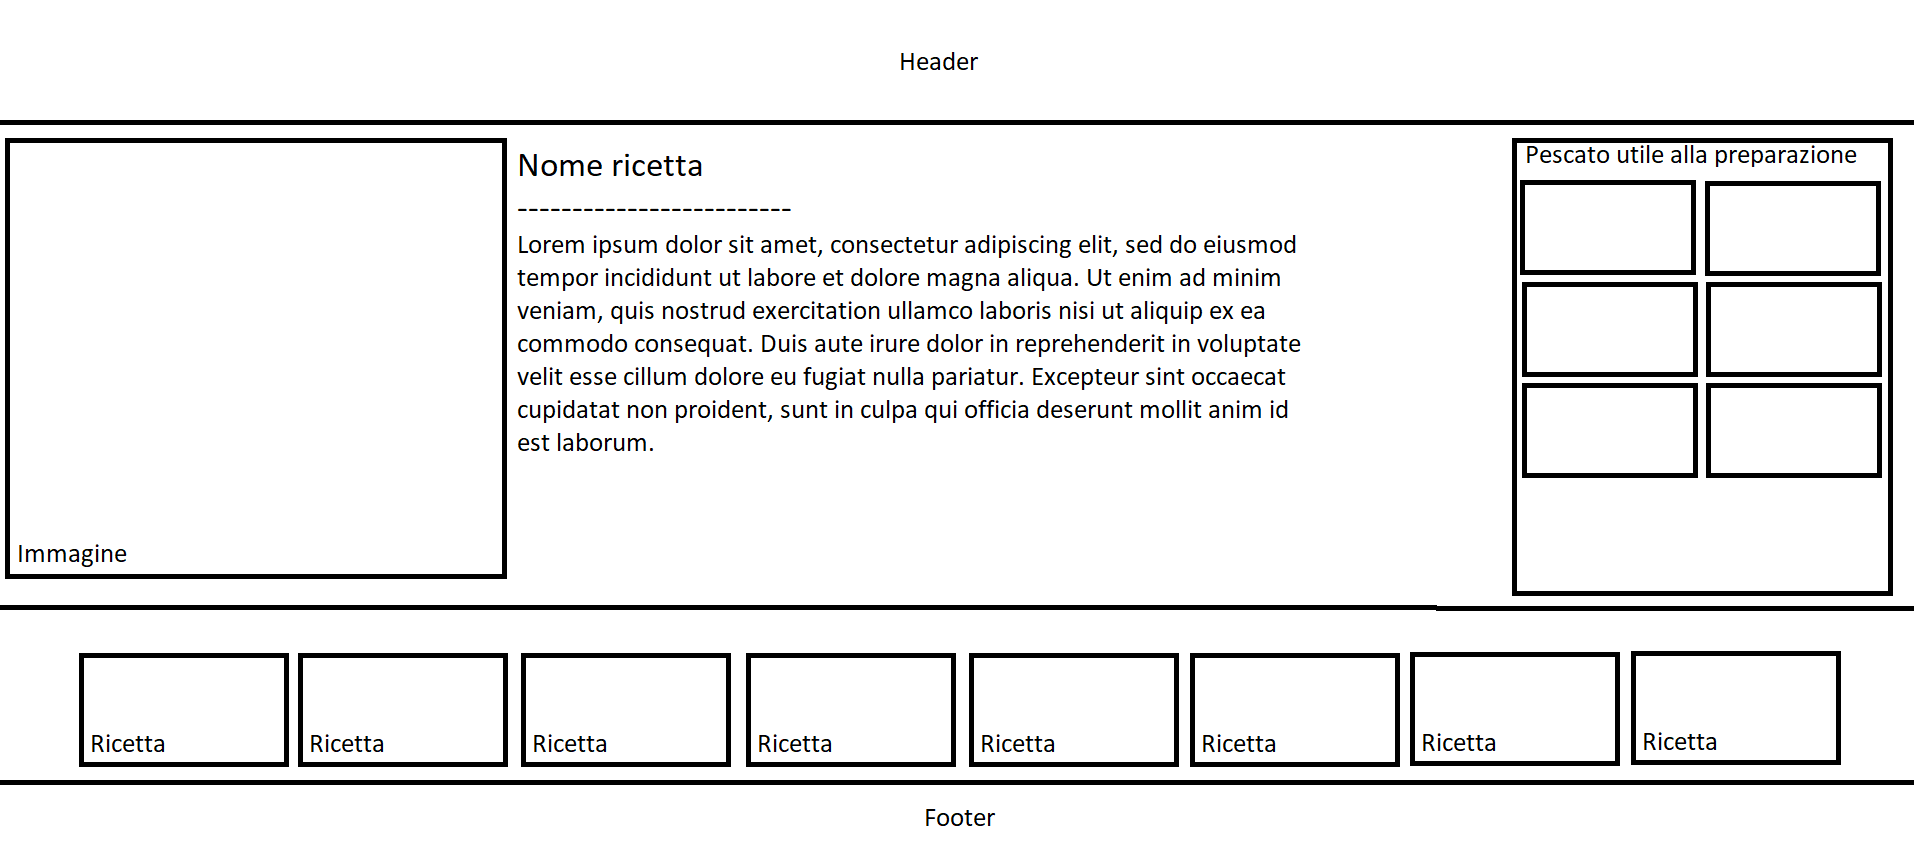 Header
Nome ricetta
-------------------------
Lorem ipsum dolor sit amet, consectetur adipiscing elit, sed do eiusmod
tempor incididunt ut labore et dolore magna aliqua. Ut enim ad minim
veniam, quis nostrud exercitation ullamco laboris nisi ut aliquip ex ea
commodo consequat. Duis aute irure dolor in reprehenderit in voluptate
velit esse cillum dolore eu fugiat nulla pariatur. Excepteur sint occaecat
cupidatat non proident, sunt in culpa qui officia deserunt mollit anim id
est laborum.
Immagine
Pescato utile alla preparazione
Ricetta
Ricetta
Ricetta
Ricetta
Ricetta
Ricetta
Ricetta
Ricetta
Footer